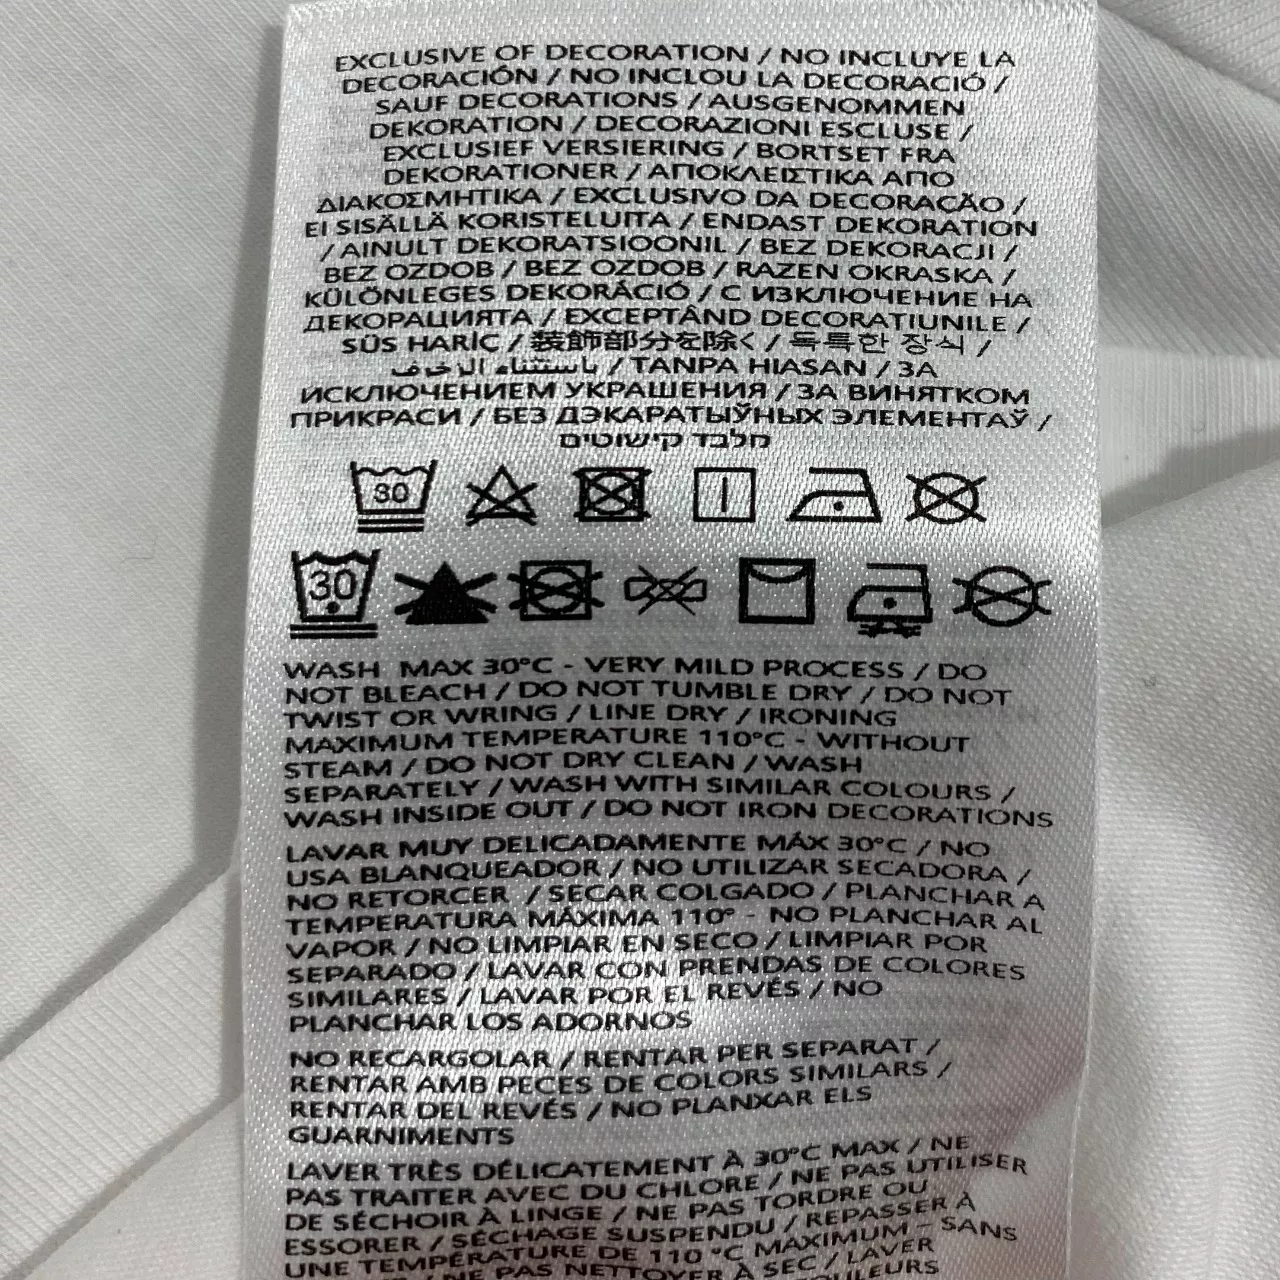 EXCLUSIVE OF DECORATION / NO INCLUYE LA
DECORACIÓN / NO INCLOU LA DECORACIÓ /
SAUF DECORATIONS / AUSGENOMMEN
DEKORATION / DECORAZIONI ESCLUSE /
EXCLUSIEF VERSIERING / BORTSET FRA
DEKORATIONER / ΑΠΟΚΛΕΙΣΤΙΚΑ ΑΠΟ
ΔΙΑΚΟΣΜΗΤΙΚΑ / EXCLUSIVO DA DECORAÇÃO /
EI SISÄLLÄ KORISTELUITA / ENDAST DEKORATION
/ AINULT DEKORATSIOONIL / BEZ DEKORACJI /
BEZ OZDOB / BEZ OZDOB / RAZEN OKRASKA /
KÜLÖNLEGES DEKORÁCIÓ / С ИЗКЛЮЧЕНИЕ НА
ДЕКОРАЦИЯТА / EXCEPTÂND DECORAȚIUNILE /
SÜS HARİC / 装飾部分を除く / 독특한 장식 /
باستثناء الزخاف / TANPA HIASAN / ЗА
ИСКЛЮЧЕНИЕМ УКРАШЕНИЯ / ЗА ВИНЯТКОМ
ПРИКРАСИ / БЕЗ ДЭКАРАТЫЎНЫХ ЭЛЕМЕНТАЎ /
חלבד קישוטים
30
30
WASH MAX 30°C - VERY MILD PROCESS / DO
NOT BLEACH / DO NOT TUMBLE DRY / DO NOT
TWIST OR WRING / LINE DRY / IRONING
MAXIMUM TEMPERATURE 110°C - WITHOUT
STEAM / DO NOT DRY CLEAN / WASH
SEPARATELY / WASH WITH SIMILAR COLOURS /
WASH INSIDE OUT / DO NOT IRON DECORATIONS
LAVAR MUY DELICADAMENTE MÁX 30°C / NO
USA BLANQUEADOR / NO UTILIZAR SECADORA /
NO RETORCER / SECAR COLGADO / PLANCHAR A
TEMPERATURA MÁXIMA 110° - NO PLANCHAR AL
VAPOR / NO LIMPIAR EN SECO / LIMPIAR POR
SEPARADO / LAVAR CON PRENDAS DE COLORES
SIMILARES / LAVAR POR EL REVÉS / NO
PLANCHAR LOS ADORNOS
NO RECARGOLAR / RENTAR PER SEPARAT /
RENTAR AMB PECES DE COLORS SIMILARS /
RENTAR DEL REVÉS / NO PLANXAR ELS
GUARNIMENTS
LAVER TRÈS DÉLICATEMENT À 30°C MAX / NE
PAS TRAITER AVEC DU CHLORE / NE PAS UTILISER
DE SÉCHOIR À LINGE / NE PAS TORDRE OU
ESSORER / SÉCHAGE SUSPENDU / REPASSER À
UNE TEMPÉRATURE DE 110 °C MAXIMUM - SANS
/ NE PAS NETTOYER À SEC / LAVER